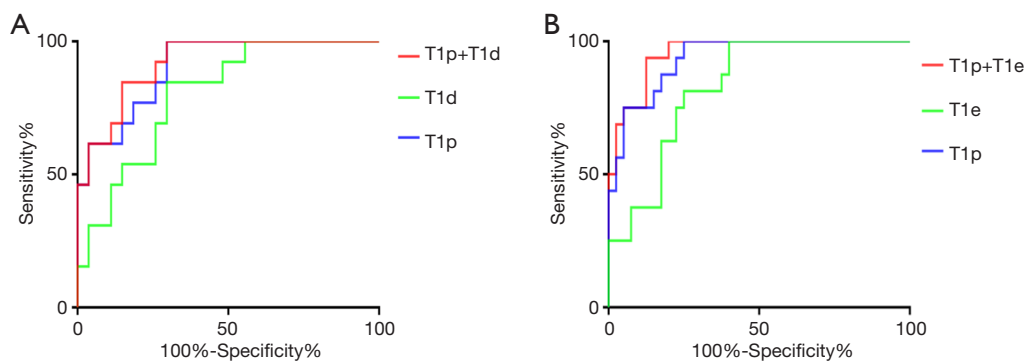 A
100
50
0
Sensitivity%
0
50
100
100%-Specificity%
T1p+T1d
T1d
T1p
B
100
50
0
Sensitivity%
0
50
100
100%-Specificity%
T1p+T1e
T1e
T1p